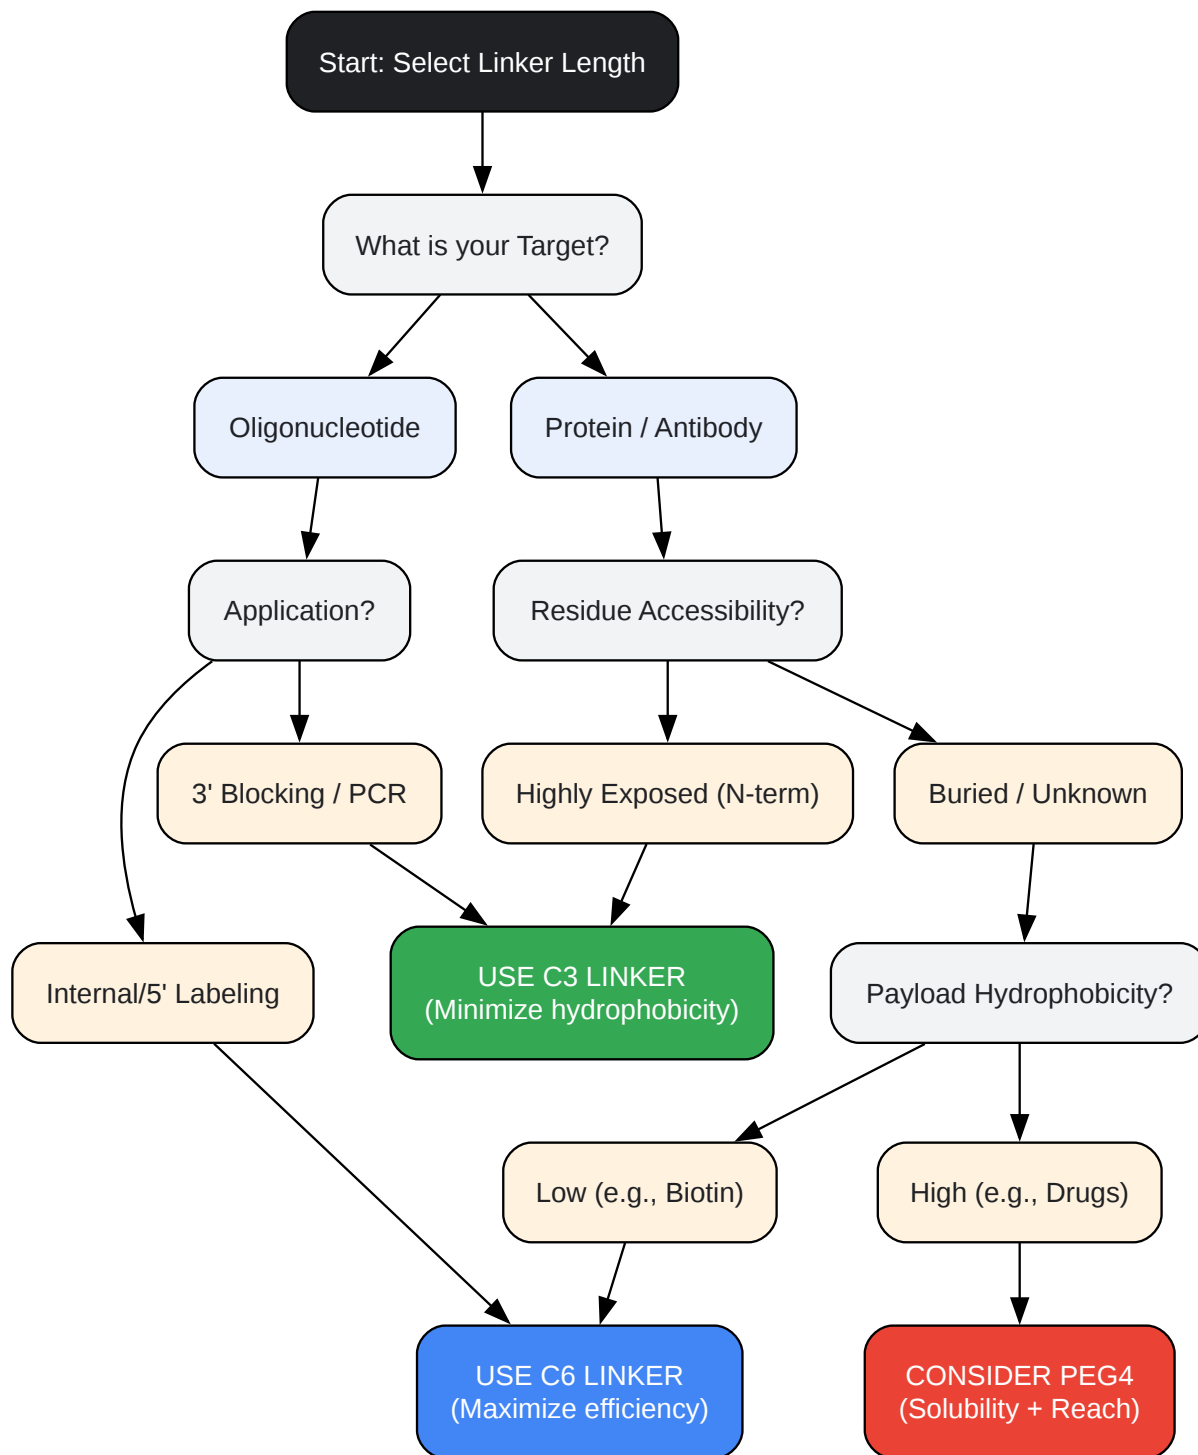 Start: Select Linker Length
What is your Target?
Oligonucleotide
Protein / Antibody
Application?
Residue Accessibility?
3' Blocking / PCR
Highly Exposed (N-term)
Buried / Unknown
Internal/5' Labeling
USE C3 LINKER
(Minimize hydrophobicity)
Payload Hydrophobicity?
Low (e.g., Biotin)
High (e.g., Drugs)
USE C6 LINKER
(Maximize efficiency)
CONSIDER PEG4
(Solubility + Reach)